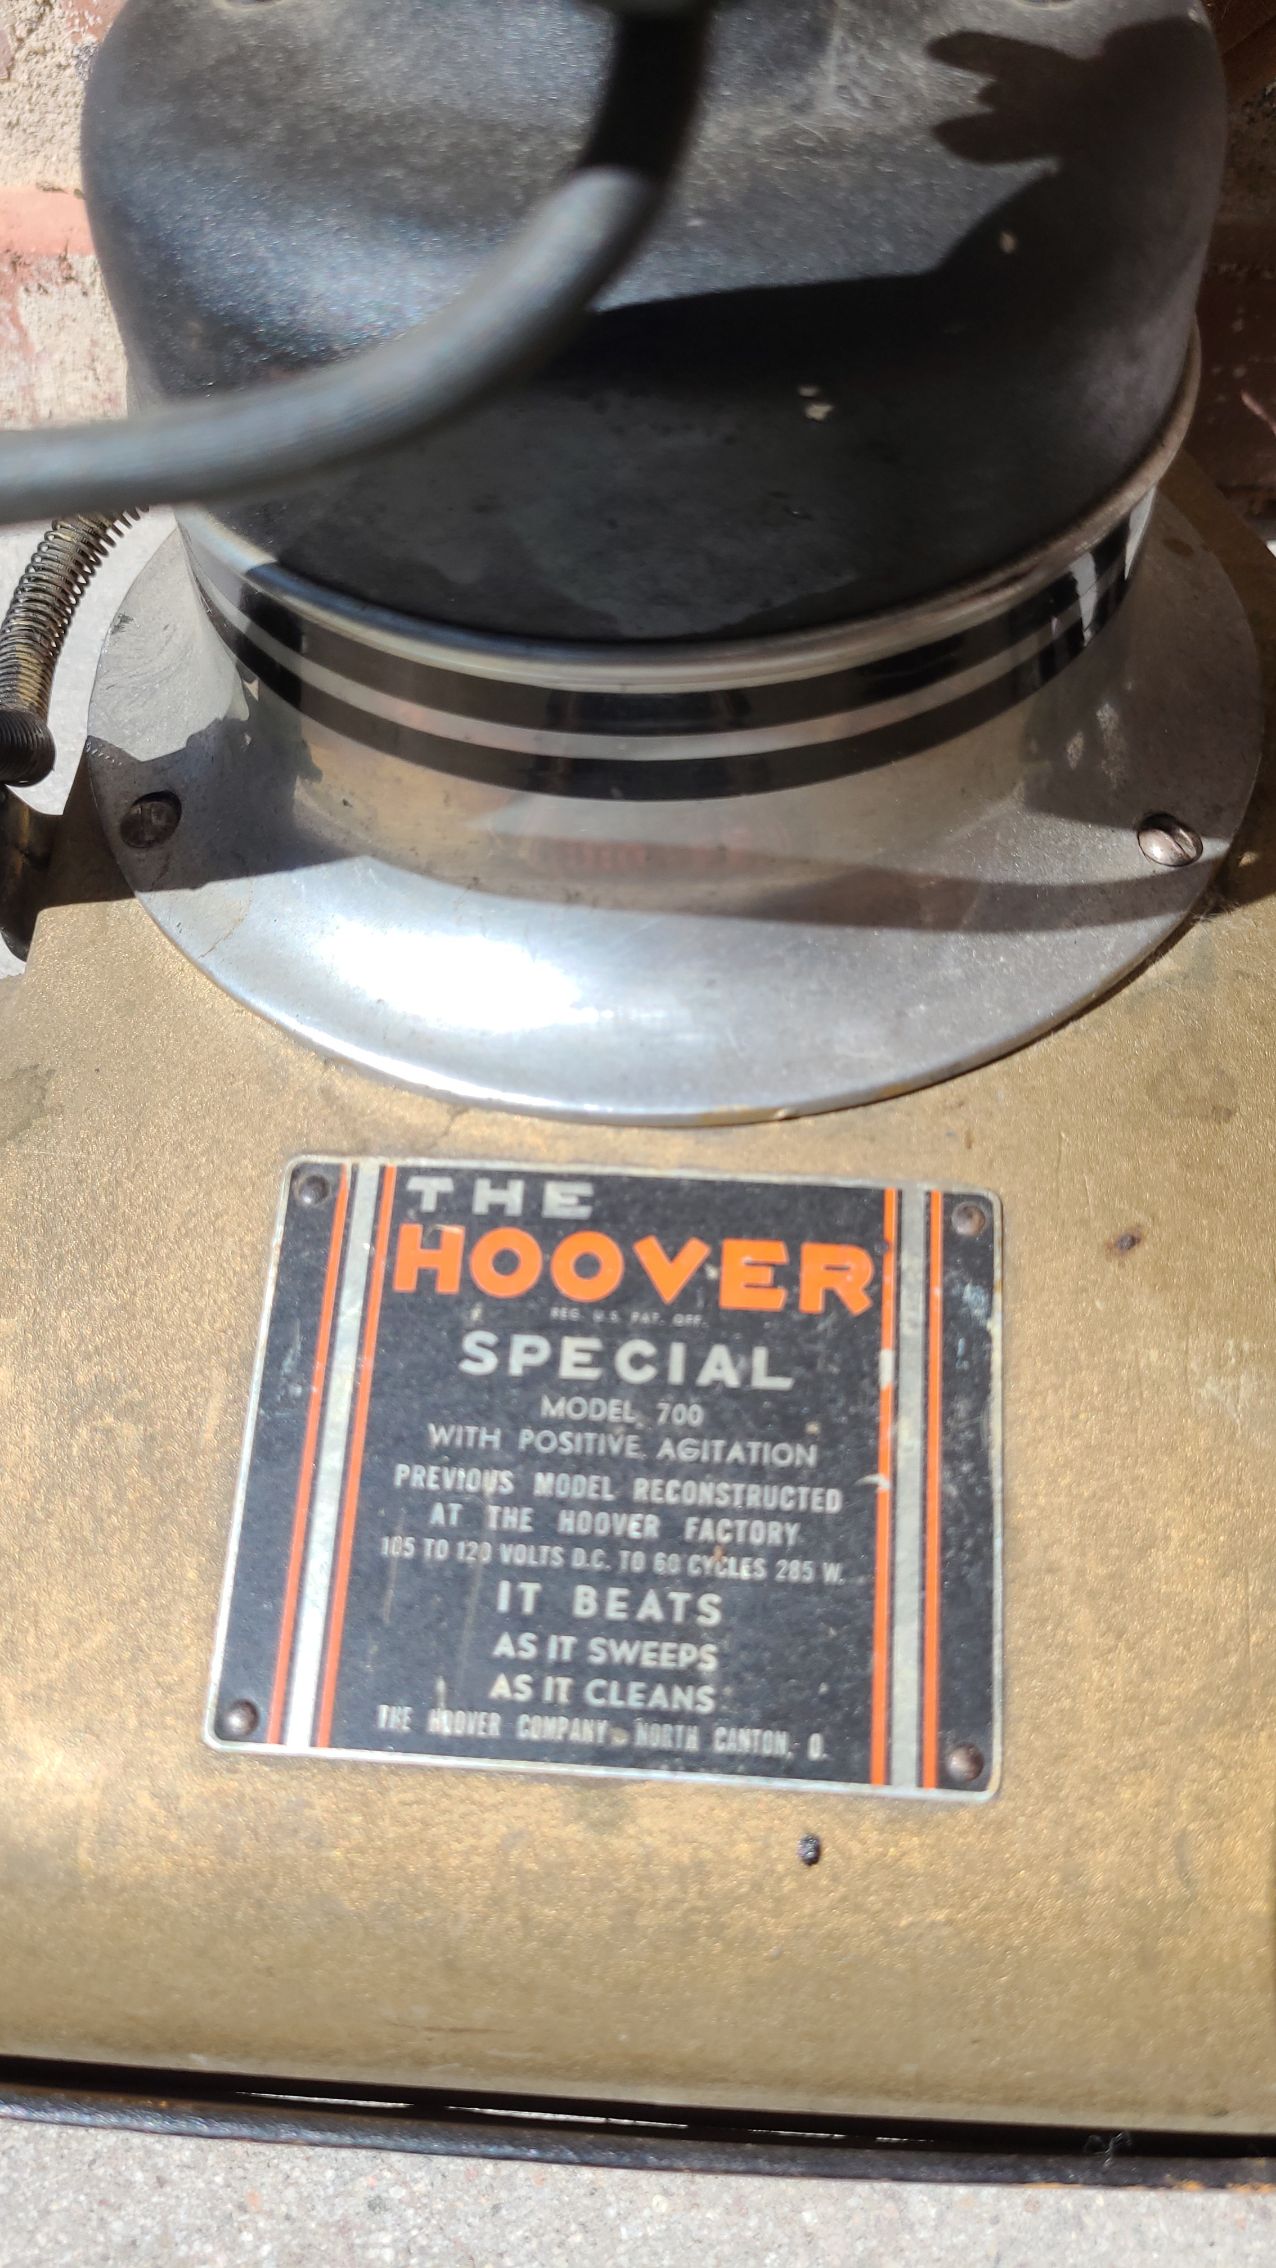 THE
HOOVER
REG. U.S. PAT. OFF.
SPECIAL
MODEL 700
WITH POSITIVE AGITATION
PREVIOUS MODEL RECONSTRUCTED
AT THE HOOVER FACTORY
105 TO 120 VOLTS D.C. TO 60 CYCLES 285 W.
IT BEATS
AS IT SWEEPS
AS IT CLEANS
THE HOOVER COMPANY NORTH CANTON, O.